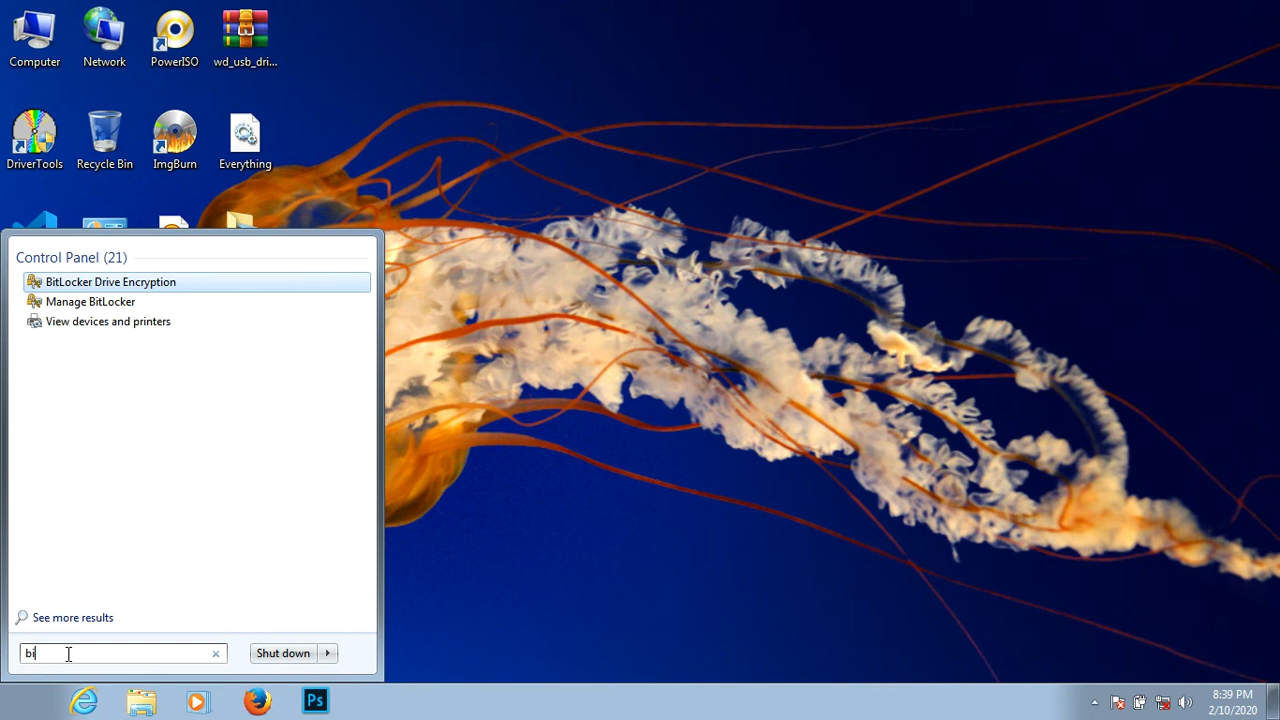 Computer
Network
PowerISO
wd_usb_dri...
DriverTools
Recycle Bin
ImgBurn
Everything
Control Panel (21)
BitLocker Drive Encryption
Manage BitLocker
View devices and printers
See more results
bi
Shut down
Ps
8:39 PM
2/10/2020